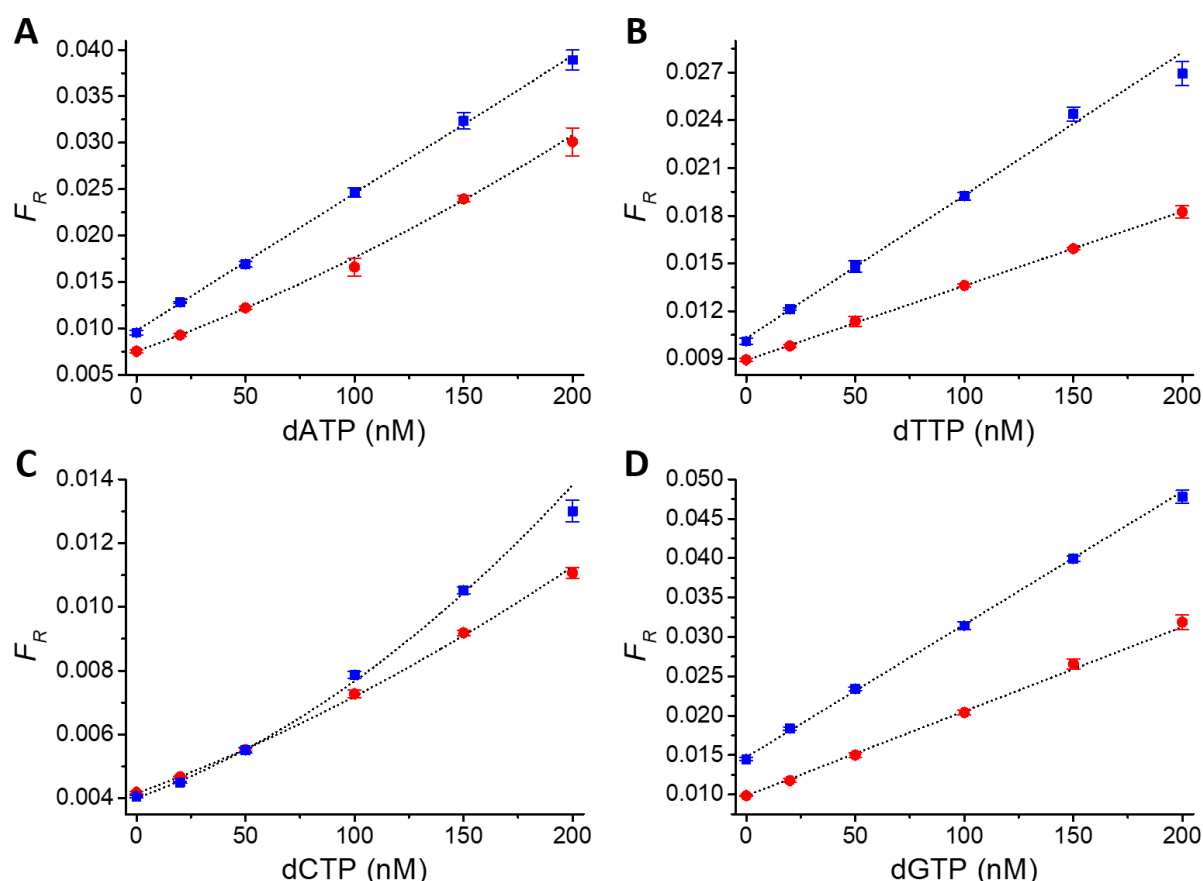 A
0.040
0.035
0.030
0.025
0.020
0.015
0.010
0.005
F_R
0 50 100 150 200
dATP (nM)
B
0.027
0.024
0.021
0.018
0.015
0.012
0.009
F_R
0 50 100 150 200
dTTP (nM)
C
0.014
0.012
0.010
0.008
0.006
0.004
F_R
0 50 100 150 200
dCTP (nM)
D
0.050
0.045
0.040
0.035
0.030
0.025
0.020
0.015
0.010
F_R
0 50 100 150 200
dGTP (nM)